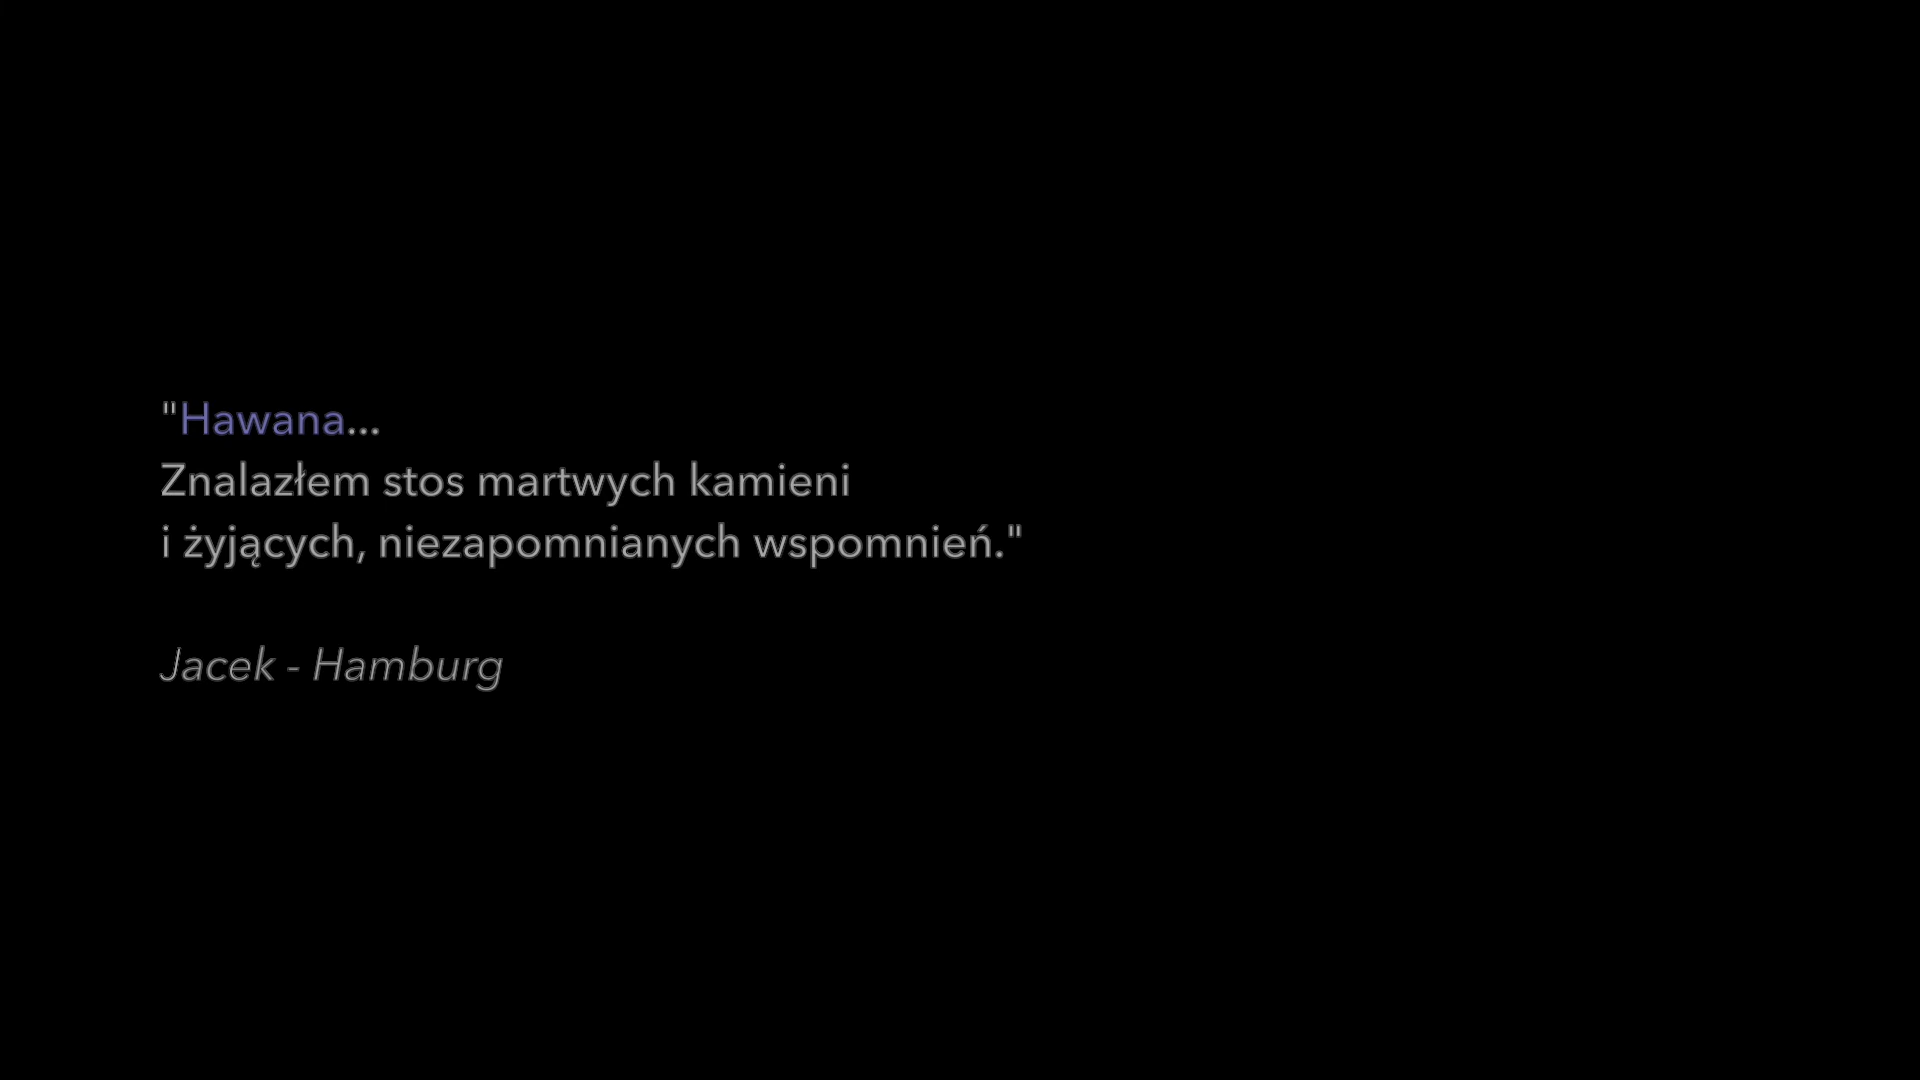 "Hawana...
Znalazłem stos martwych kamieni
i żyjących, niezapomnianych wspomnień."
Jacek - Hamburg